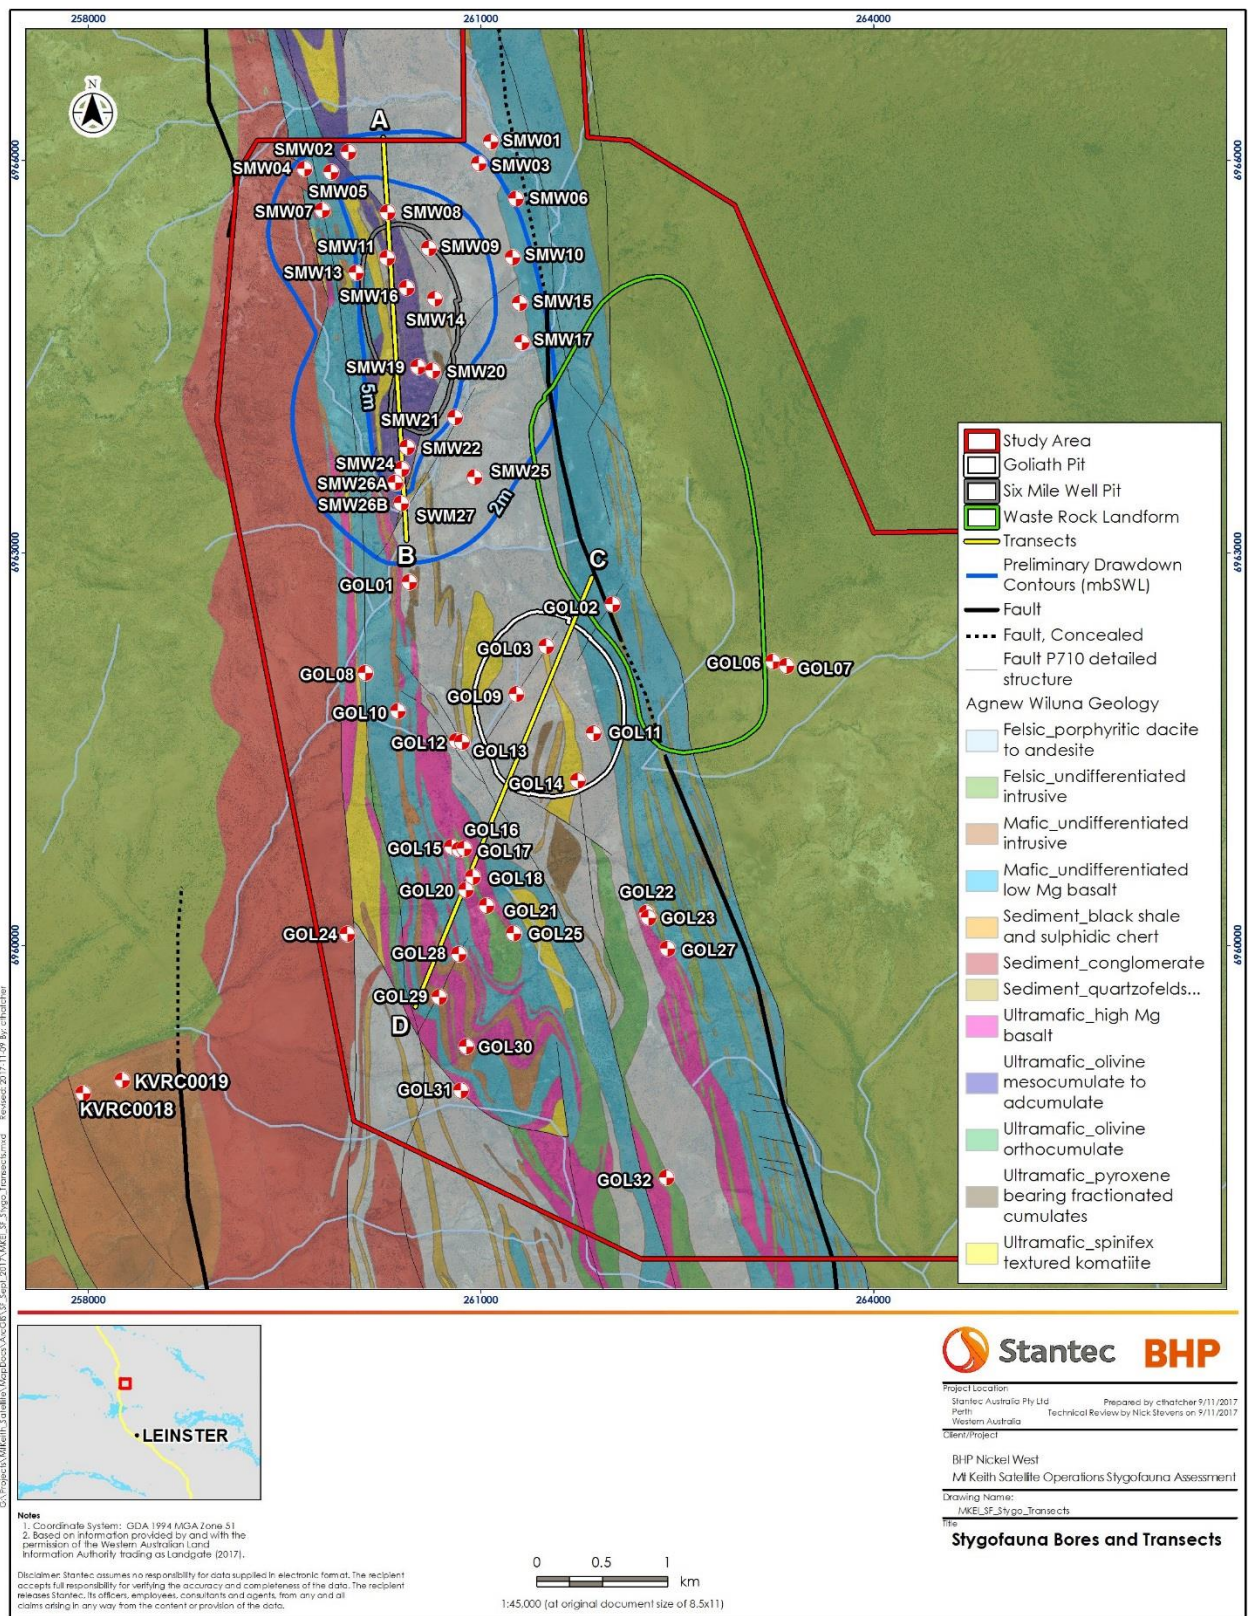 258000
261000
264000
N
A
SMW01
SMW02
SMW03
SMW04
SMW05
SMW06
SMW07
SMW08
SMW09
SMW10
SMW11
SMW13
SMW16
SMW14
SMW15
SMW17
SMW19
SMW20
5m
SMW21
SMW22
SMW24
SMW25
SMW26A
2m
SMW26B
SWM27
B
C
GOL01
GOL02
GOL03
GOL06
GOL07
GOL08
GOL09
GOL10
GOL11
GOL12
GOL13
GOL14
GOL16
GOL15
GOL17
GOL18
GOL20
GOL22
GOL21
GOL23
GOL24
GOL25
GOL27
GOL28
GOL29
D
GOL30
GOL31
KVRC0019
KVRC0018
GOL32
6966000
6963000
6960000
6966000
6963000
6960000
Study Area
Goliath Pit
Six Mile Well Pit
Waste Rock Landform
Transects
Preliminary Drawdown
Contours (mbSWL)
Fault
Fault, Concealed
Fault P710 detailed
structure
Agnew Wiluna Geology
Felsic_porphyritic dacite
to andesite
Felsic_undifferentiated
intrusive
Mafic_undifferentiated
intrusive
Mafic_undifferentiated
low Mg basalt
Sediment_black shale
and sulphidic chert
Sediment_conglomerate
Sediment_quartzofelds...
Ultramafic_high Mg
basalt
Ultramafic_olivine
mesocumulate to
adcumulate
Ultramafic_olivine
orthocumulate
Ultramafic_pyroxene
bearing fractionated
cumulates
Ultramafic_spinifex
textured komatiite
258000
261000
264000
Revised: 2017-11-09 By: cthatcher
LEINSTER
Notes
1. Coordinate System: GDA 1994 MGA Zone 51
2. Based on information provided by and with the
permission of the Western Australian Land
Information Authority trading as Landgate (2017).
Disclaimer: Stantec assumes no responsibility for data supplied in electronic format. The recipient
accepts full responsibility for verifying the accuracy and completeness of the data. The recipient
releases Stantec, its officers, employees, consultants and agents, from any and all
claims arising in any way from the content or provision of the data.
0 0.5 1
km
1:45,000 (at original document size of 8.5x11)
Stantec BHP
Project Location
Stantec Australia Pty Ltd
Perth
Western Australia
Prepared by cthatcher 9/11/2017
Technical Review by Nick Stevens on 9/11/2017
Client/Project
BHP Nickel West
Mt Keith Satellite Operations Stygofauna Assessment
Drawing Name:
MKEI_SF_Stygo_Transects
Title
Stygofauna Bores and Transects